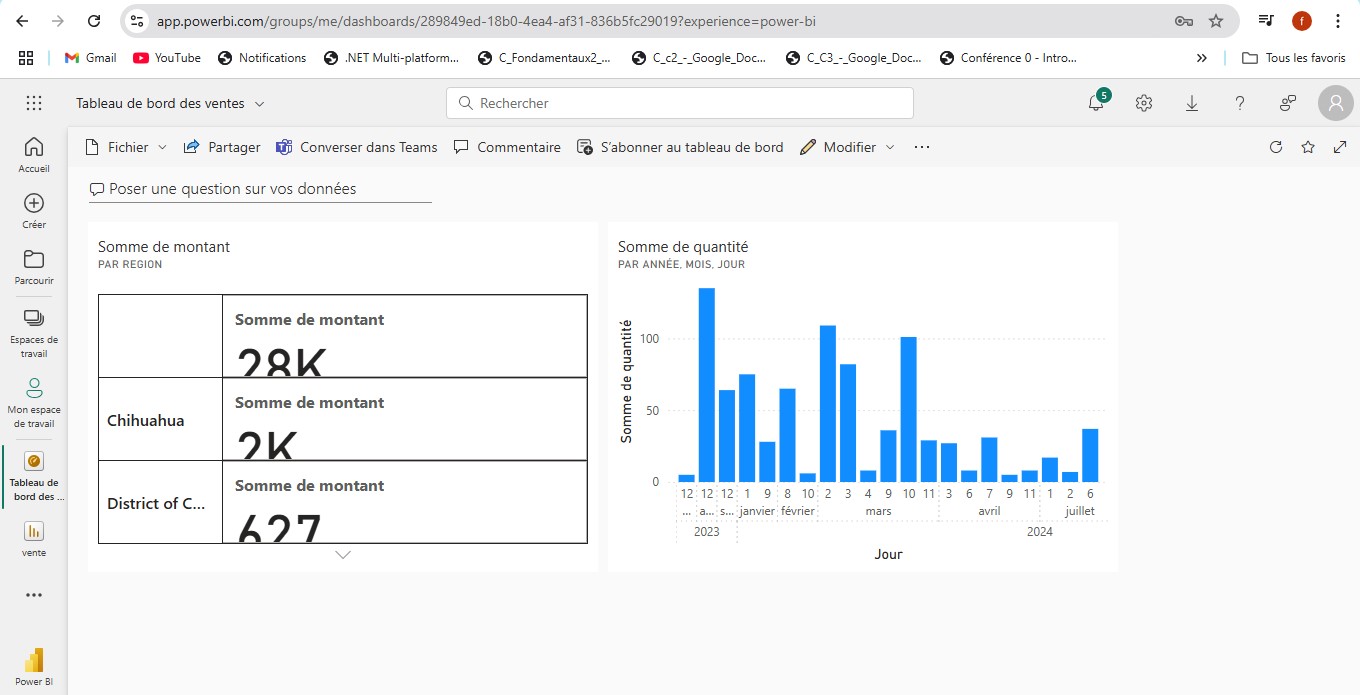 app.powerbi.com/groups/me/dashboards/289849ed-18b0-4ea4-af31-836b5fc29019?experience=power-bi
f
Gmail YouTube Notifications .NET Multi-platform... C_Fondamentaux2_... C_c2_-_Google_Doc... C_C3_-_Google_Doc... Conférence 0 - Intro... » Tous les favoris
Tableau de bord des ventes
Rechercher
5
?
Fichier Partager Converser dans Teams Commentaire S'abonner au tableau de bord Modifier ...
Accueil
Créer
Parcourir
Espaces de
travail
Mon espace
de travail
Tableau de
bord des ...
vente
...
Power BI
Poser une question sur vos données
Somme de montant
PAR REGION
Somme de montant
28K
Chihuahua
Somme de montant
2K
District of C...
Somme de montant
627
Somme de quantité
PAR ANNÉE, MOIS, JOUR
Somme de quantité
100
50
0
12 12 12 1 9 8 10 2 3 4 9 10 11 3 6 7 9 11 1 2 6
... a... s... janvier février mars avril juillet
2023 2024
Jour